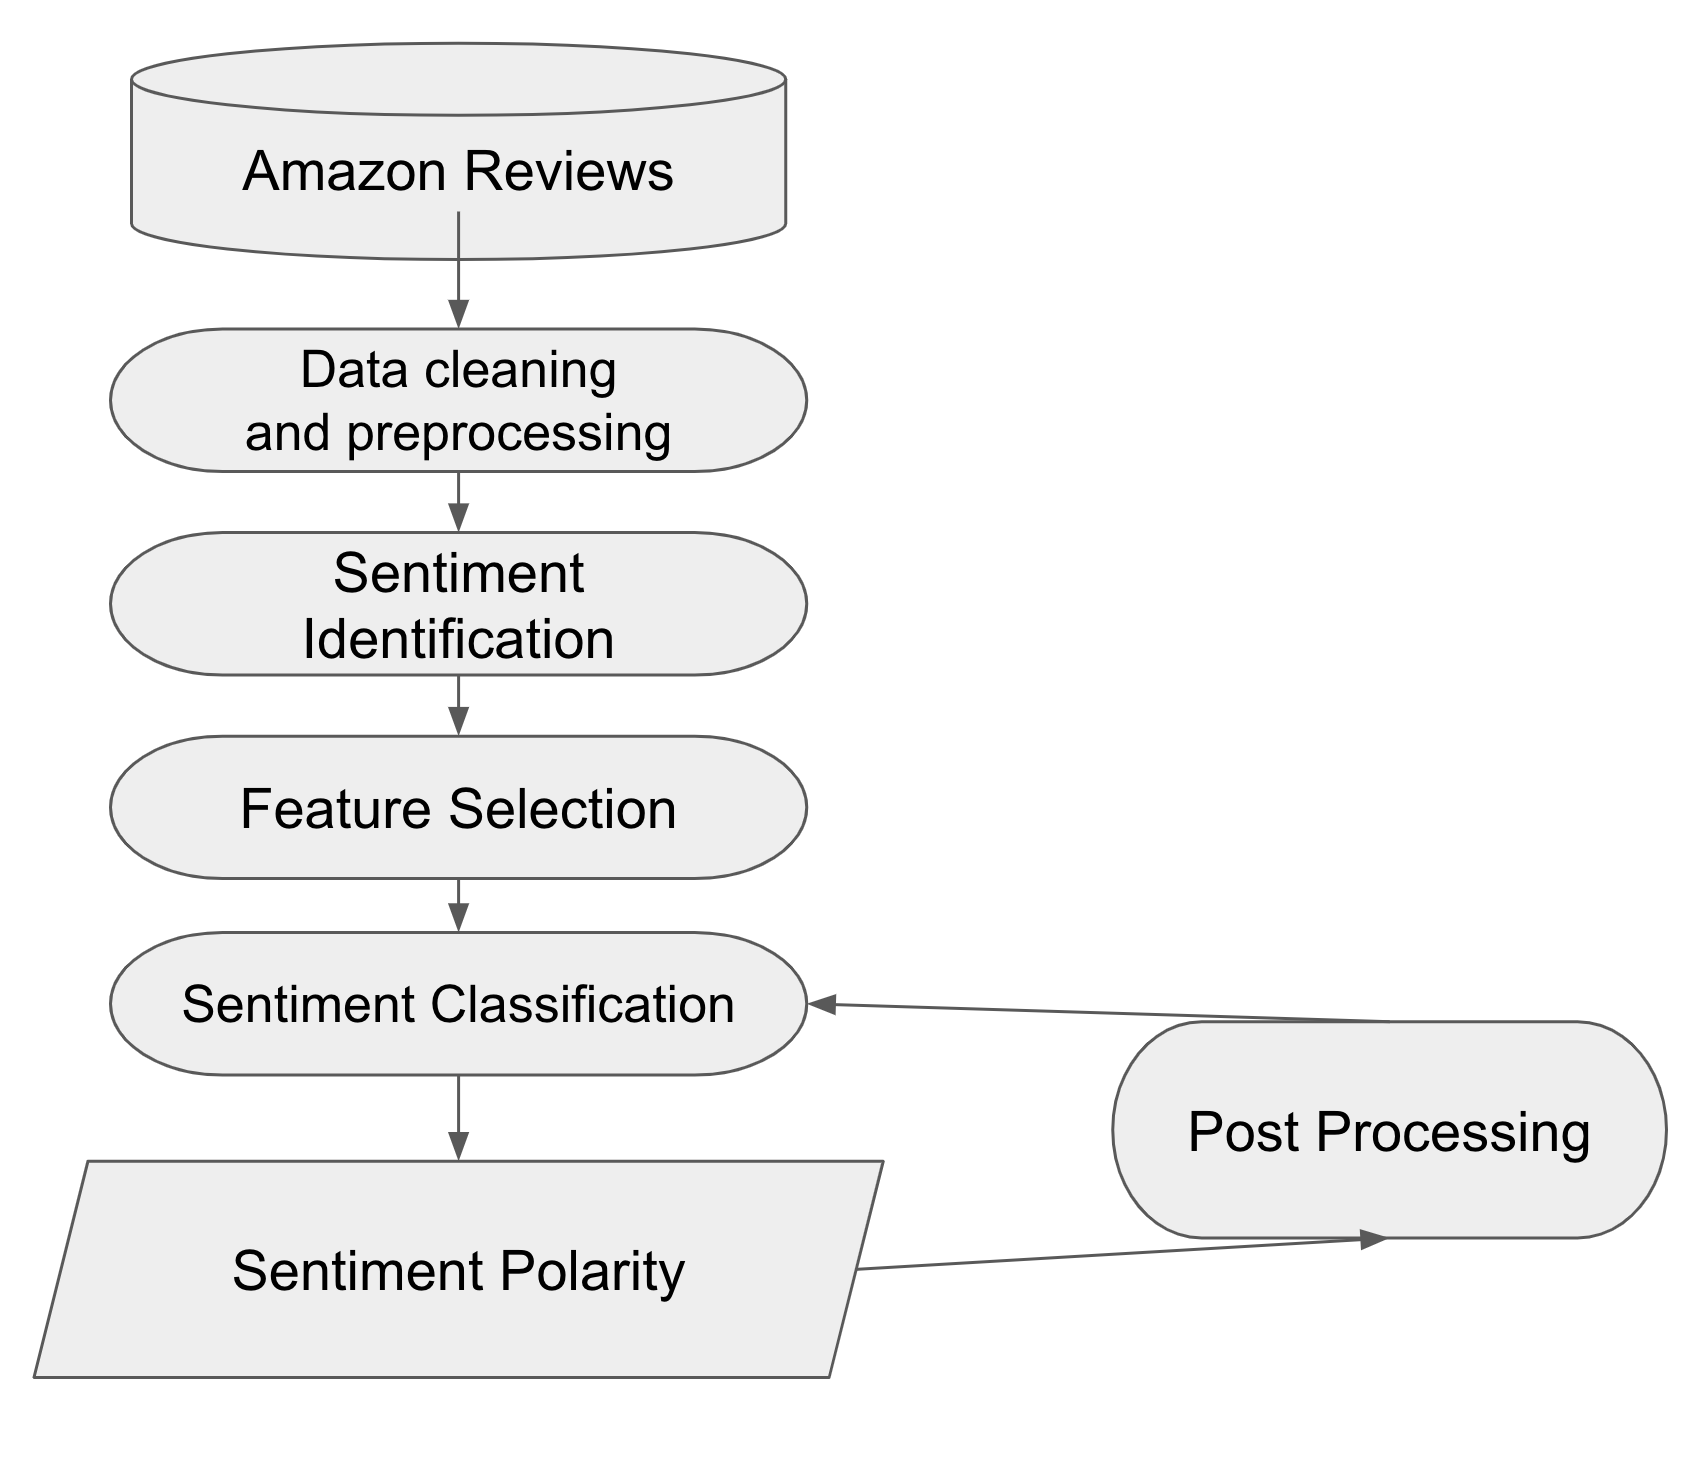 Amazon Reviews
Data cleaning
and preprocessing
Sentiment
Identification
Feature Selection
Sentiment Classification
Post Processing
Sentiment Polarity